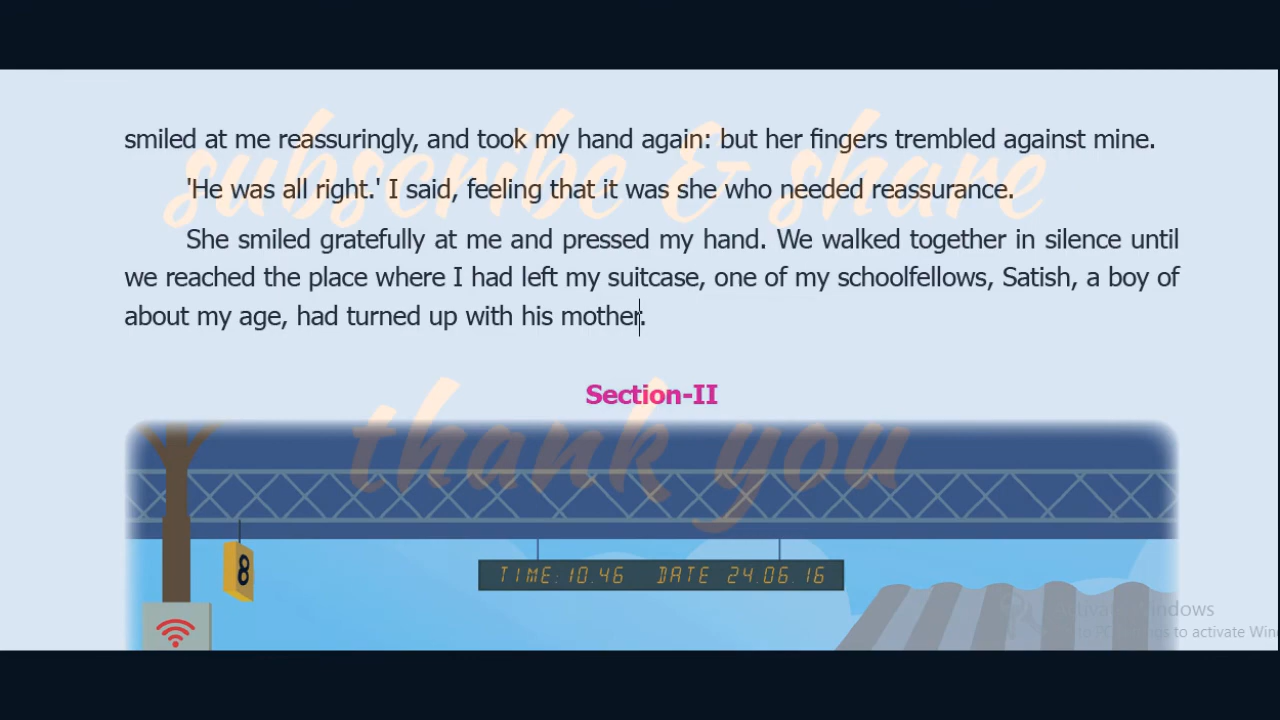 smiled at me reassuringly, and took my hand again: but her fingers trembled against mine.
subscribe & share
'He was all right.' I said, feeling that it was she who needed reassurance.
She smiled gratefully at me and pressed my hand. We walked together in silence until
we reached the place where I had left my suitcase, one of my schoolfellows, Satish, a boy of
about my age, had turned up with his mother.
Section-II
thank you
8
TIME:10.46 DATE 24.06.16
Activate Windows
to activate